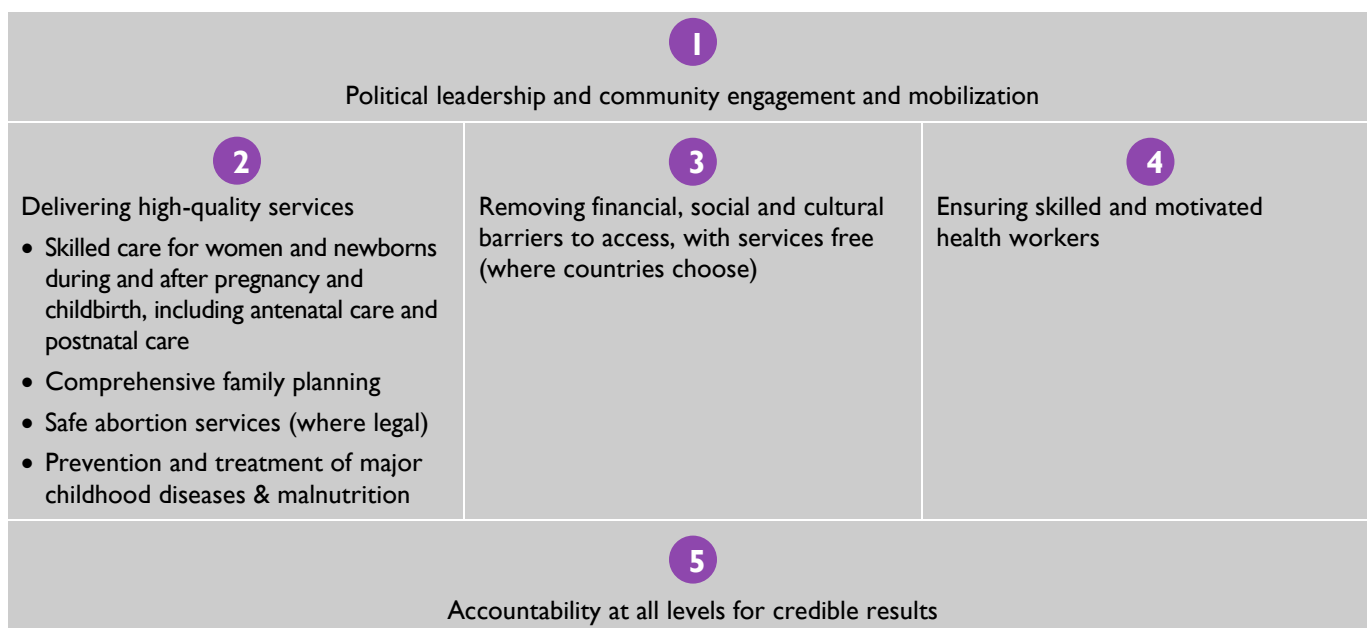 1
Political leadership and community engagement and mobilization
2
Delivering high-quality services
• Skilled care for women and newborns
during and after pregnancy and
childbirth, including antenatal care and
postnatal care
• Comprehensive family planning
• Safe abortion services (where legal)
• Prevention and treatment of major
childhood diseases & malnutrition
3
Removing financial, social and cultural
barriers to access, with services free
(where countries choose)
4
Ensuring skilled and motivated
health workers
5
Accountability at all levels for credible results